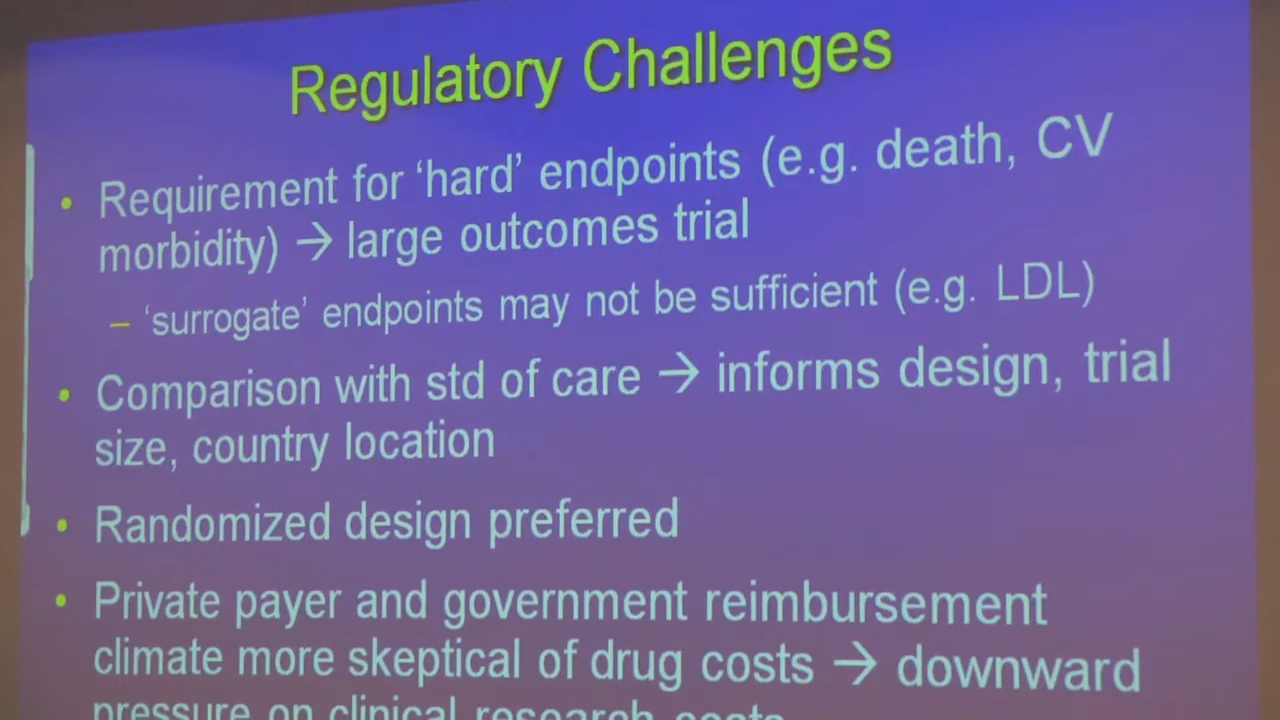 Regulatory Challenges
• Requirement for ‘hard’ endpoints (e.g. death, CV
morbidity) → large outcomes trial
– ‘surrogate’ endpoints may not be sufficient (e.g. LDL)
• Comparison with std of care → informs design, trial
size, country location
• Randomized design preferred
• Private payer and government reimbursement
climate more skeptical of drug costs → downward
pressure on clinical research costs